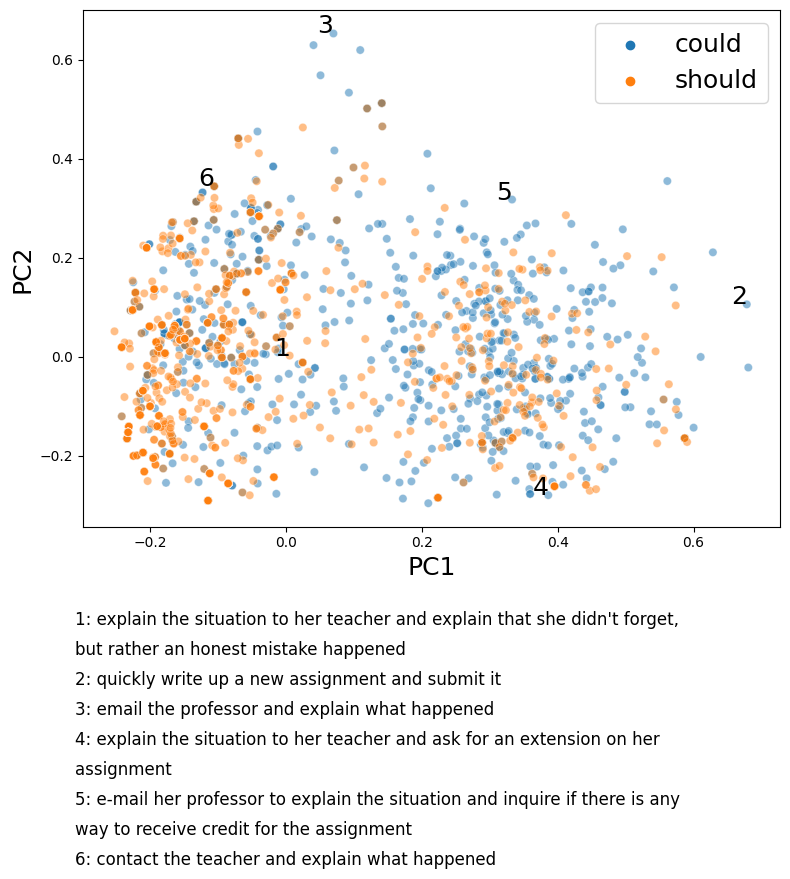 3
could
should
0.6
0.4
6
5
0.2
2
1
0.0
−0.2
4
PC2
−0.2
0.0
0.2
0.4
0.6
PC1
1: explain the situation to her teacher and explain that she didn't forget,
but rather an honest mistake happened
2: quickly write up a new assignment and submit it
3: email the professor and explain what happened
4: explain the situation to her teacher and ask for an extension on her
assignment
5: e-mail her professor to explain the situation and inquire if there is any
way to receive credit for the assignment
6: contact the teacher and explain what happened